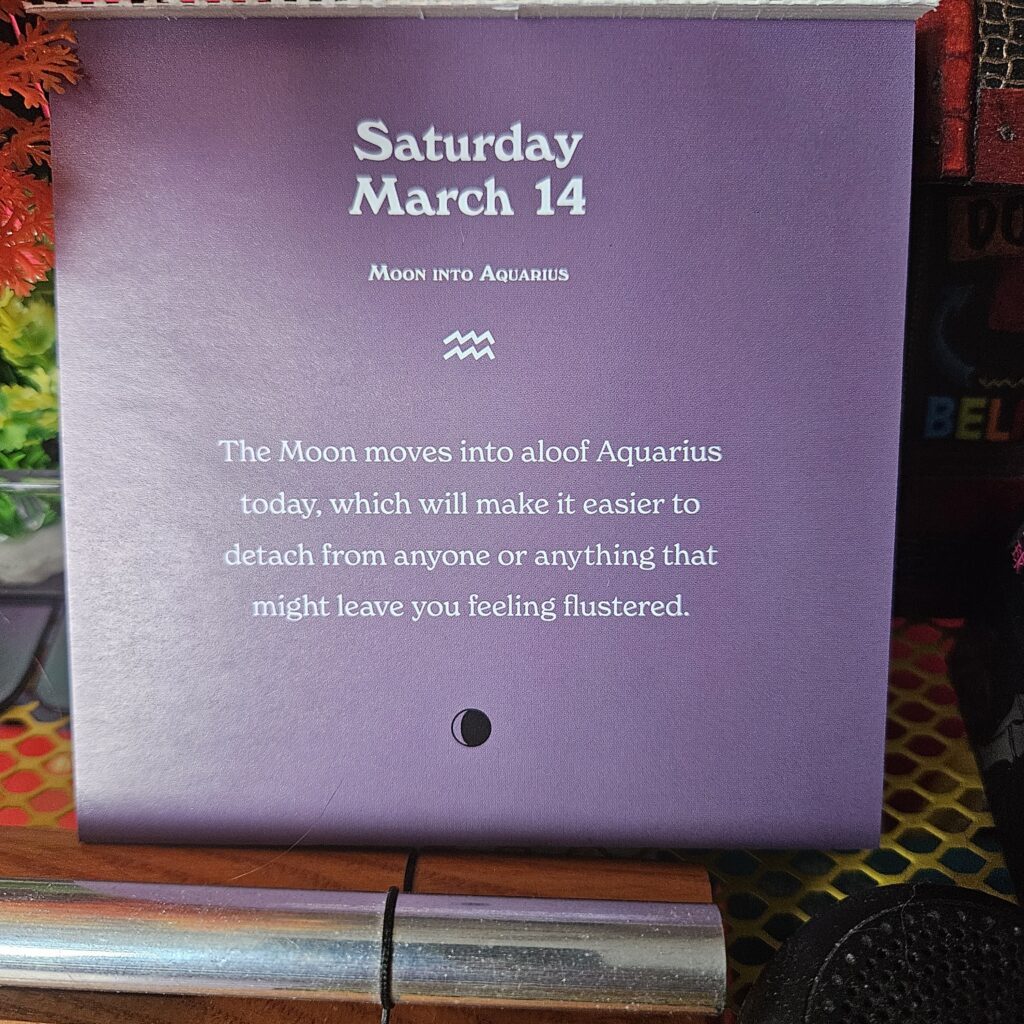 Saturday
March 14
Moon into Aquarius
The Moon moves into aloof Aquarius
today, which will make it easier to
detach from anyone or anything that
might leave you feeling flustered.